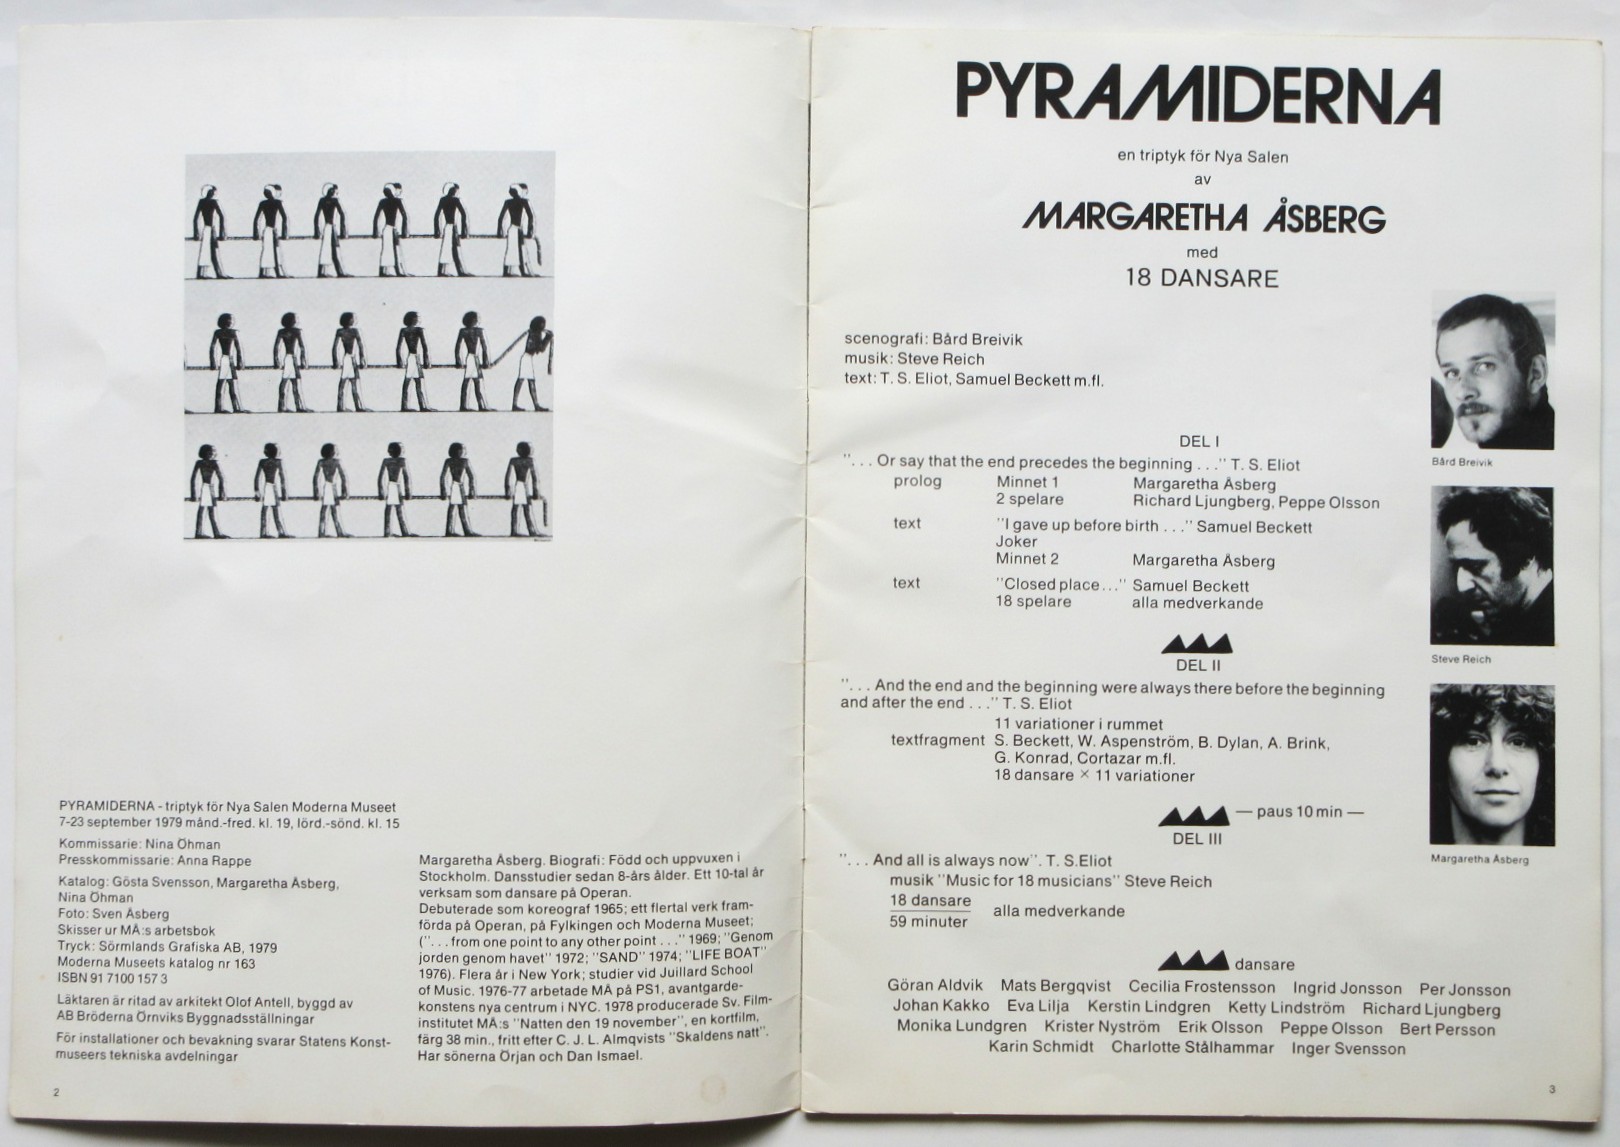 PYRAMIDERNA - triptyk för Nya Salen Moderna Museet
7-23 september 1979 månd.-fred. kl. 19, lörd.-sönd. kl. 15
Kommissarie: Nina Öhman
Presskommissarie: Anna Rappe
Katalog: Gösta Svensson, Margaretha Åsberg,
Nina Öhman
Foto: Sven Åsberg
Skisser ur MÅ:s arbetsbok
Tryck: Sörmlands Grafiska AB, 1979
Moderna Museets katalog nr 163
ISBN 91 7100 157 3
Läktaren är ritad av arkitekt Olof Antell, byggd av
AB Bröderna Örnviks Byggnadsställningar
För installationer och bevakning svarar Statens Konst-
museers tekniska avdelningar
2
Margaretha Åsberg. Biografi: Född och uppvuxen i
Stockholm. Dansstudier sedan 8-års ålder. Ett 10-tal år
verksam som dansare på Operan.
Debuterade som koreograf 1965; ett flertal verk fram-
förda på Operan, på Fylkingen och Moderna Museet;
("... from one point to any other point ..." 1969; "Genom
jorden genom havet" 1972; "SAND" 1974; "LIFE BOAT"
1976). Flera år i New York; studier vid Juillard School
of Music. 1976-77 arbetade MÅ på PS1, avantgarde-
konstens nya centrum i NYC. 1978 producerade Sv. Film-
institutet MÅ:s "Natten den 19 november", en kortfilm,
färg 38 min., fritt efter C. J. L. Almqvists "Skaldens natt".
Har sönerna Örjan och Dan Ismael.
PYRAMIDERNA
en triptyk för Nya Salen
av
MARGARETHA ÅSBERG
med
18 DANSARE
scenografi: Bård Breivik
musik: Steve Reich
text: T. S. Eliot, Samuel Beckett m.fl.
DEL I
"... Or say that the end precedes the beginning ..." T. S. Eliot
prolog Minnet 1 Margaretha Åsberg
2 spelare Richard Ljungberg, Peppe Olsson
text "I gave up before birth ..." Samuel Beckett
Joker
Minnet 2 Margaretha Åsberg
text "Closed place..." Samuel Beckett
18 spelare alla medverkande
DEL II
"... And the end and the beginning were always there before the beginning
and after the end ..." T. S. Eliot
11 variationer i rummet
textfragment S. Beckett, W. Aspenström, B. Dylan, A. Brink,
G. Konrad, Cortazar m.fl.
18 dansare × 11 variationer
— paus 10 min —
DEL III
"... And all is always now". T. S.Eliot
musik "Music for 18 musicians" Steve Reich
18 dansare
59 minuter alla medverkande
dansare
Göran Aldvik Mats Bergqvist Cecilia Frostensson Ingrid Jonsson Per Jonsson
Johan Kakko Eva Lilja Kerstin Lindgren Ketty Lindström Richard Ljungberg
Monika Lundgren Krister Nyström Erik Olsson Peppe Olsson Bert Persson
Karin Schmidt Charlotte Stålhammar Inger Svensson
Bård Breivik
Steve Reich
Margaretha Åsberg
3